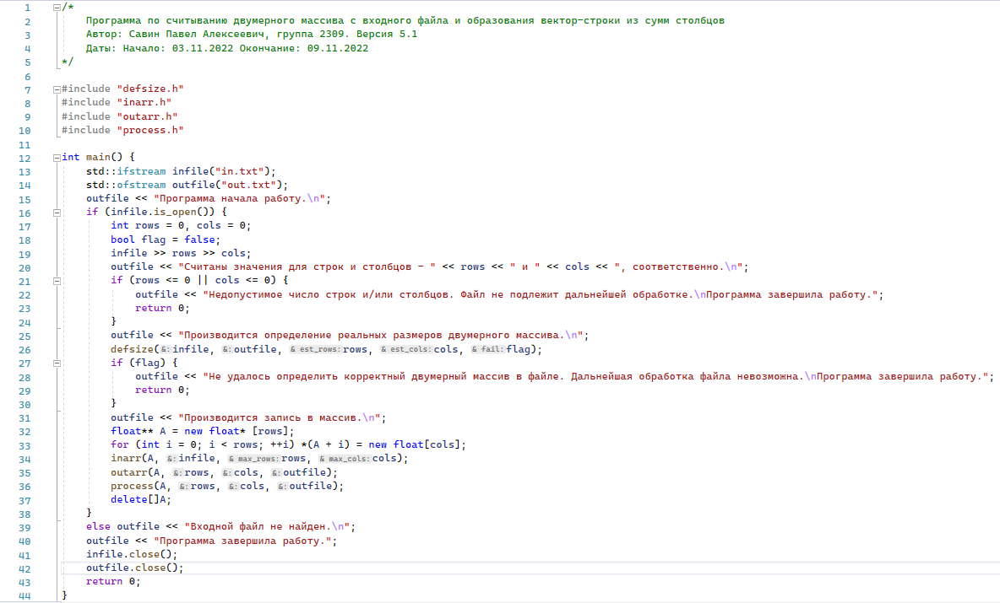 1 /*
2 Программа по считыванию двумерного массива с входного файла и образования вектор-строки из сумм столбцов
3 Автор: Савин Павел Алексеевич, группа 2309. Версия 5.1
4 Даты: Начало: 03.11.2022 Окончание: 09.11.2022
5 */
6
7 #include "defsize.h"
8 #include "inarr.h"
9 #include "outarr.h"
10 #include "process.h"
11
12 int main() {
13 std::ifstream infile("in.txt");
14 std::ofstream outfile("out.txt");
15 outfile << "Программа начала работу.\n";
16 if (infile.is_open()) {
17 int rows = 0, cols = 0;
18 bool flag = false;
19 infile >> rows >> cols;
20 outfile << "Считаны значения для строк и столбцов - " << rows << " и " << cols << ", соответственно.\n";
21 if (rows <= 0 || cols <= 0) {
22 outfile << "Недопустимое число строк и/или столбцов. Файл не подлежит дальнейшей обработке.\nПрограмма завершила работу.";
23 return 0;
24 }
25 outfile << "Производится определение реальных размеров двумерного массива.\n";
26 defsize(&:infile, &:outfile, & est_rows:rows, & est_cols:cols, & fail:flag);
27 if (flag) {
28 outfile << "Не удалось определить корректный двумерный массив в файле. Дальнейшая обработка файла невозможна.\nПрограмма завершила работу.";
29 return 0;
30 }
31 outfile << "Производится запись в массив.\n";
32 float** A = new float* [rows];
33 for (int i = 0; i < rows; ++i) *(A + i) = new float[cols];
34 inarr(A, &:infile, & max_rows:rows, & max_cols:cols);
35 outarr(A, &:rows, &:cols, &:outfile);
36 process(A, &:rows, &:cols, &:outfile);
37 delete[]A;
38 }
39 else outfile << "Входной файл не найден.\n";
40 outfile << "Программа завершила работу.";
41 infile.close();
42 outfile.close();
43 return 0;
44 }